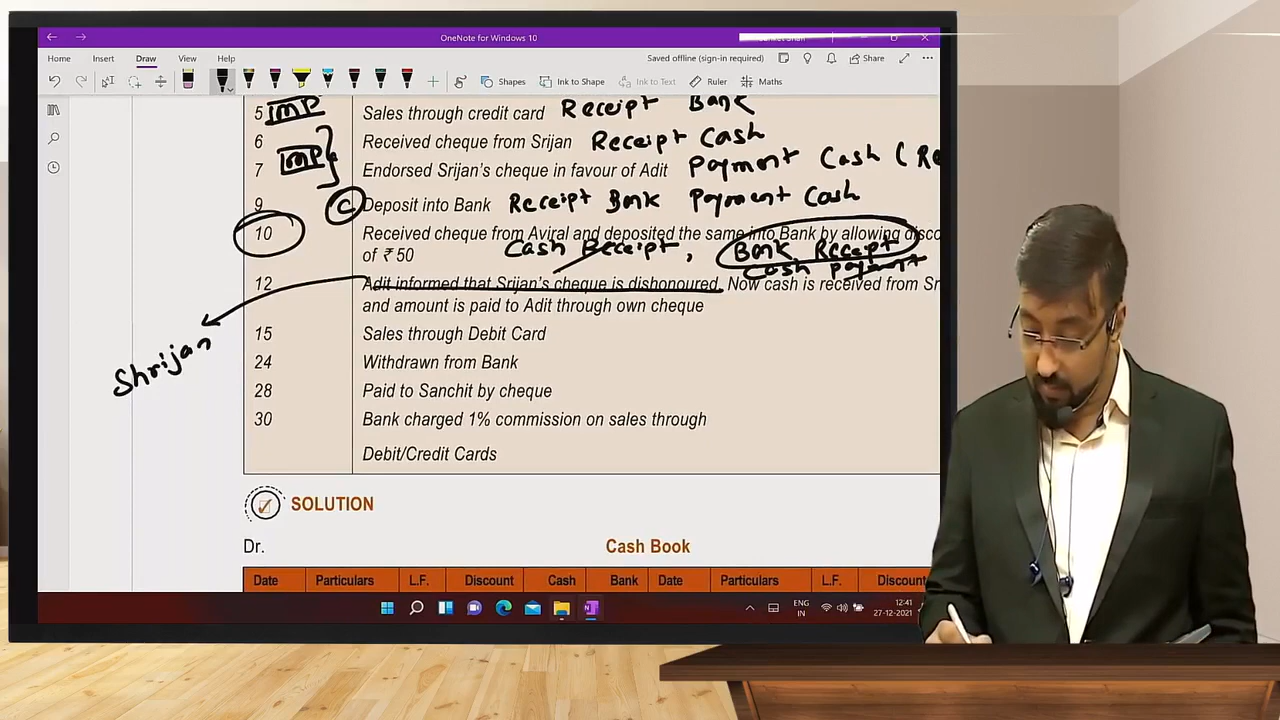 OneNote for Windows 10
Home Insert Draw View Help
Saved offline (sign-in required) Share
Shapes Ink to Shape Ink to Text Ruler Maths
5 IMP Sales through credit card Receipt Bank
6 Received cheque from Srijan Receipt Cash
7 IMP Endorsed Srijan's cheque in favour of Adit Payment Cash (Re
9 C Deposit into Bank Receipt Bank Payment Cash
10 Received cheque from Aviral and deposited the same into Bank by allowing disco
of ₹ 50 Cash Receipt, Bank Receipt
Cash payment
12 Adit informed that Srijan's cheque is dishonoured. Now cash is received from Sr
and amount is paid to Adit through own cheque
15 Sales through Debit Card
24 Withdrawn from Bank
Shrijan
28 Paid to Sanchit by cheque
30 Bank charged 1% commission on sales through
Debit/Credit Cards
SOLUTION
Dr. Cash Book
Date Particulars L.F. Discount Cash Bank Date Particulars L.F. Discoun
ENG
IN
12:41
27-12-2021